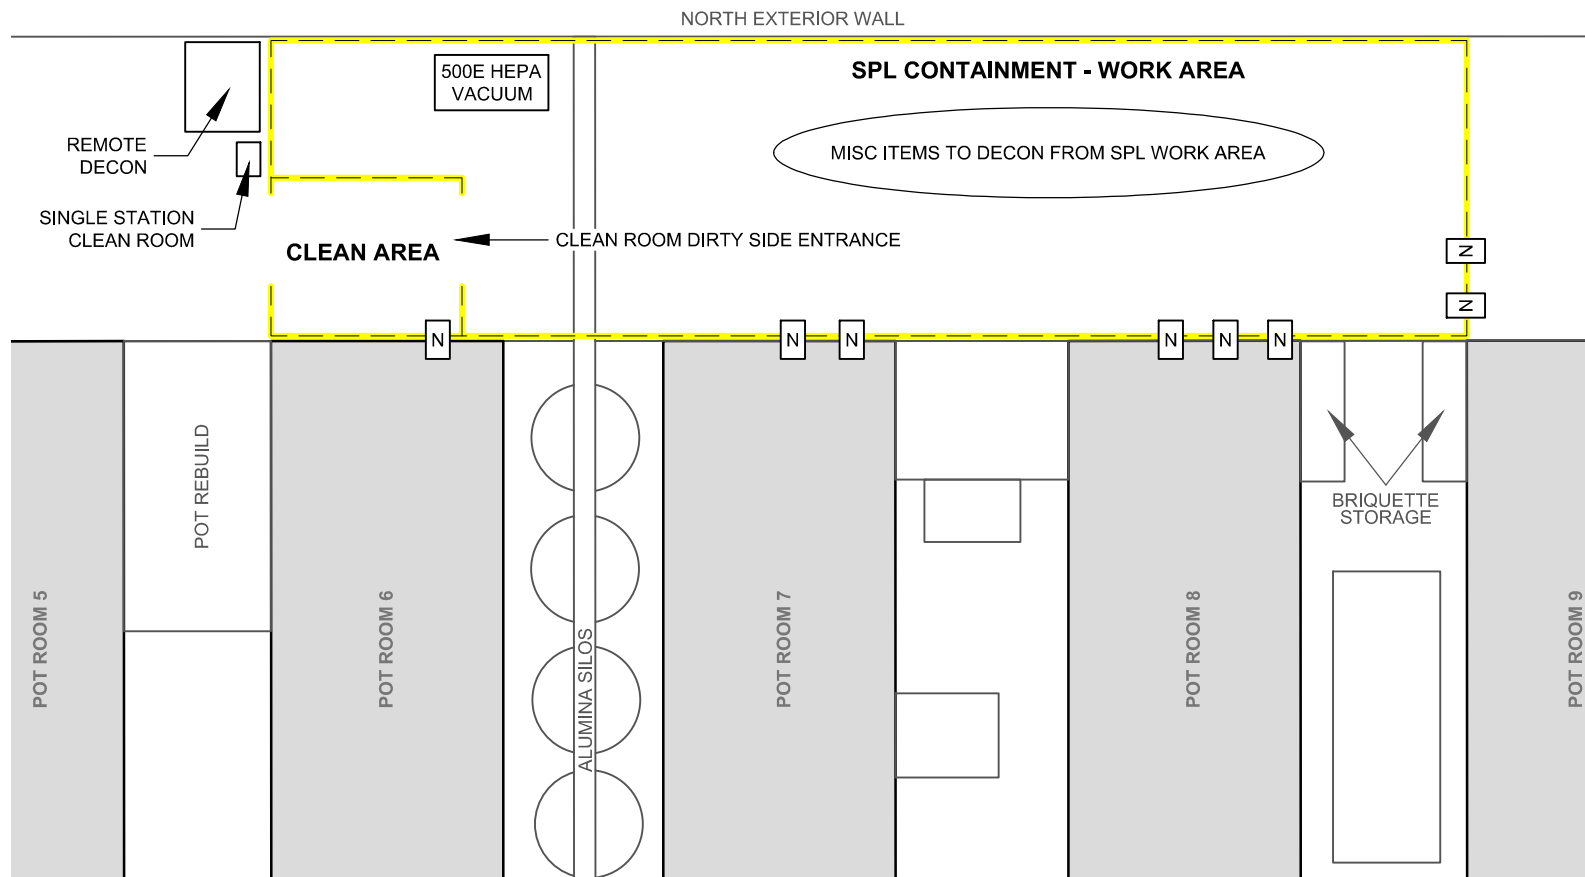 NORTH EXTERIOR WALL
500E HEPA
VACUUM
SPL CONTAINMENT - WORK AREA
REMOTE
DECON
MISC ITEMS TO DECON FROM SPL WORK AREA
SINGLE STATION
CLEAN ROOM
CLEAN AREA
CLEAN ROOM DIRTY SIDE ENTRANCE
N
N
N
N
N
N
N
N
POT REBUILD
BRIQUETTE
STORAGE
POT ROOM 5
POT ROOM 6
ALUMINA SILOS
POT ROOM 7
POT ROOM 8
POT ROOM 9